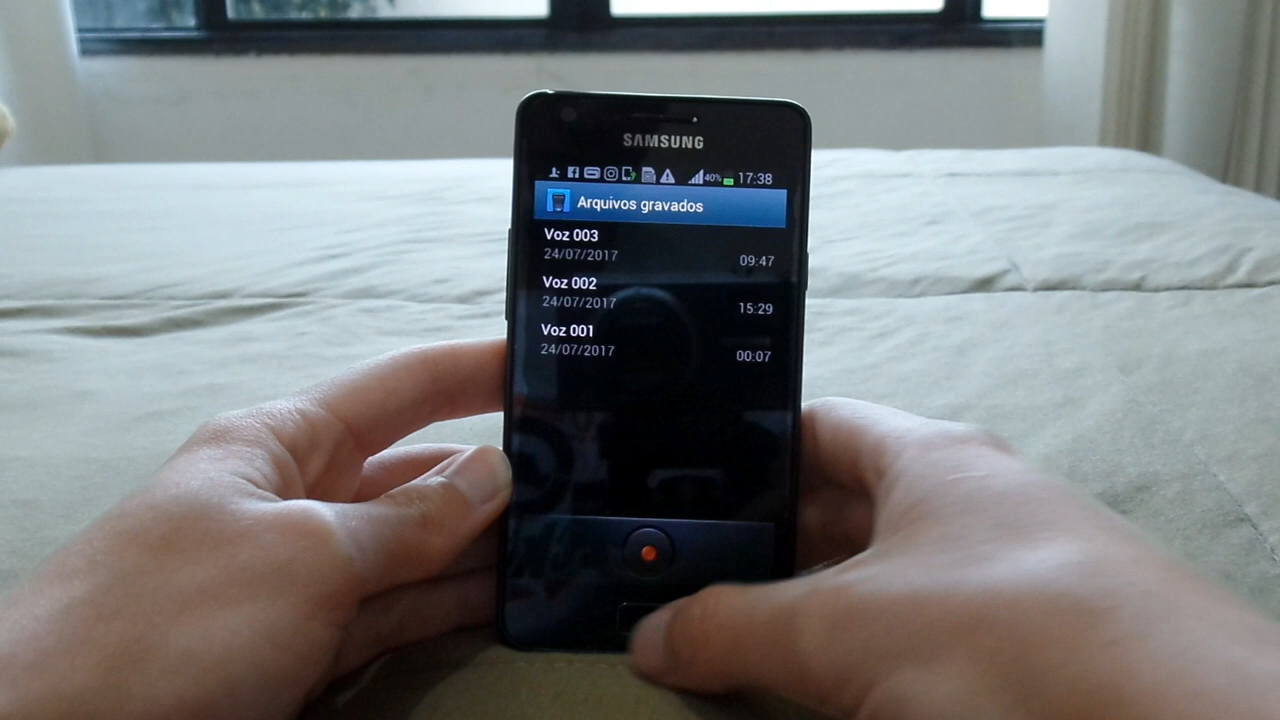 SAMSUNG
40% 17:38
Arquivos gravados
Voz 003
24/07/2017 09:47
Voz 002
24/07/2017 15:29
Voz 001
24/07/2017 00:07